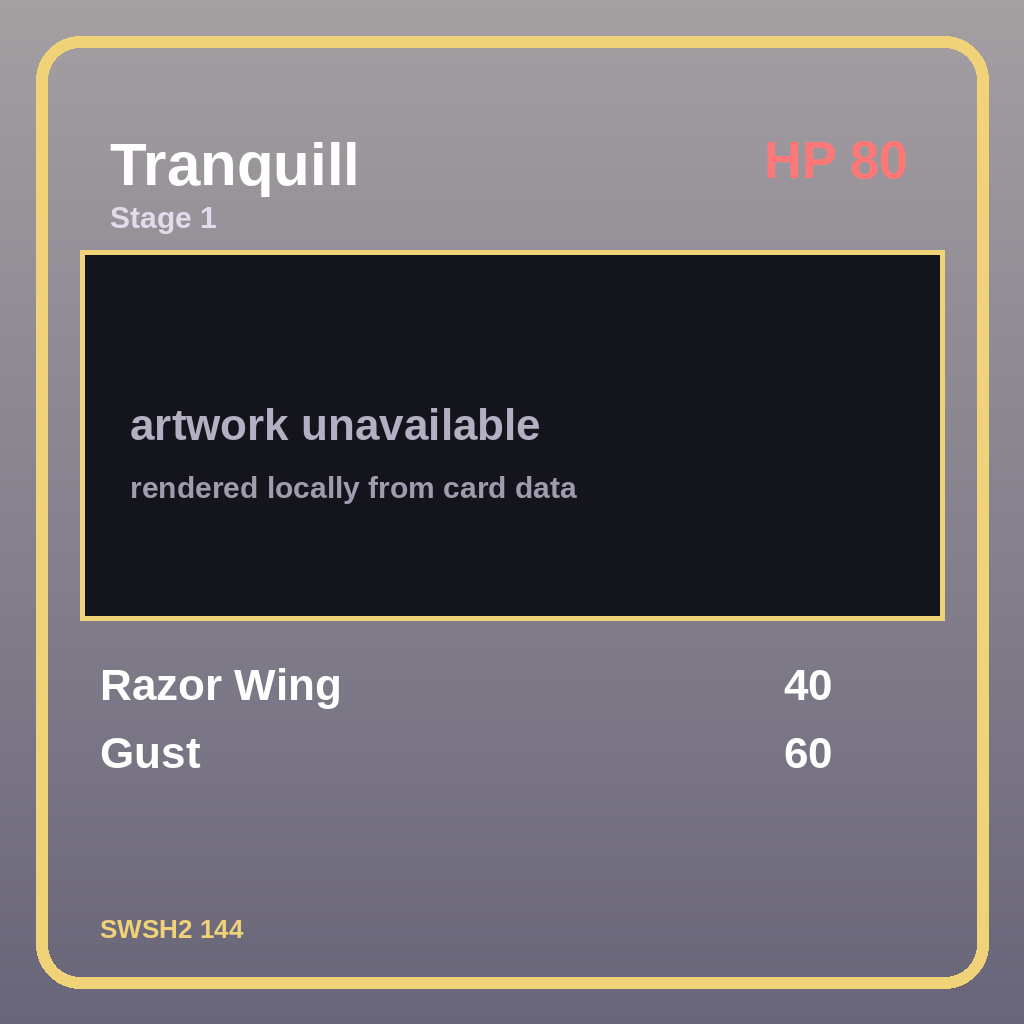 Tranquill
HP 80
Stage 1
artwork unavailable
rendered locally from card data
Razor Wing 40
Gust 60
SWSH2 144